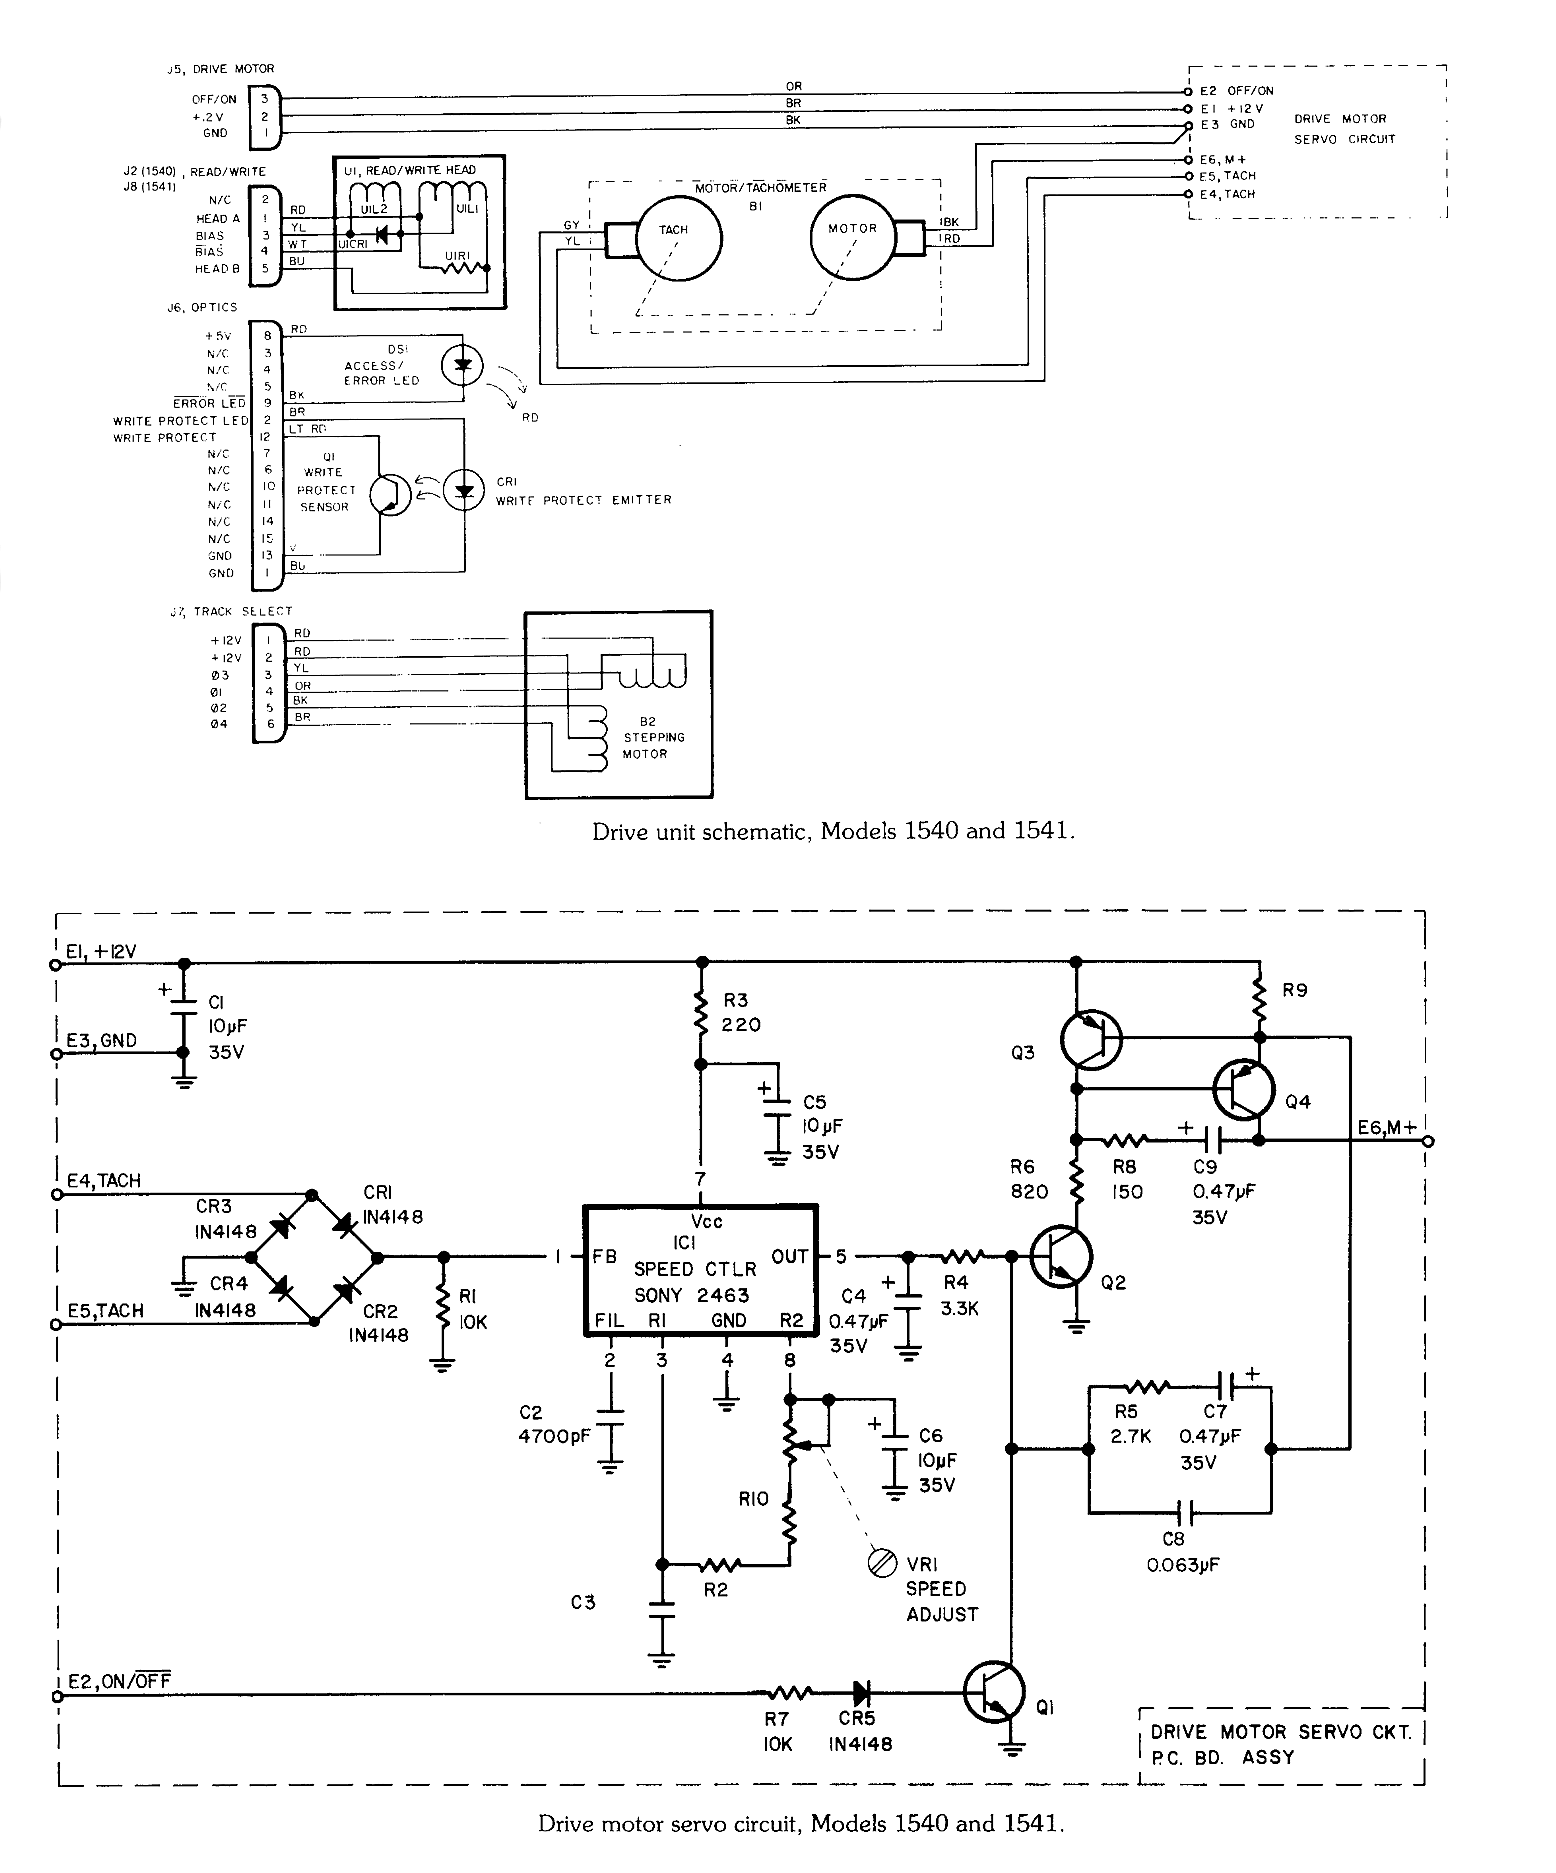 J5, DRIVE MOTOR
OFF/ON 3
+.2V 2
GND 1
OR
BR
BK
E2 OFF/ON
E1 +12V
E3 GND
E6, M+
E5, TACH
E4, TACH
DRIVE MOTOR
SERVO CIRCUIT
J2 (1540), READ/WRITE
J8 (1541)
N/C 2
HEAD A 1 RD
BIAS 3 YL
BIAS 4 WT
HEAD B 5 BU
U1, READ/WRITE HEAD
U1L2
U1L1
U1CR1
U1R1
MOTOR/TACHOMETER
B1
GY
YL
TACH
MOTOR
BK
RD
J6, OPTICS
+5V 8 RD
N/C 3
N/C 4
N/C 5
ERROR LED 9 BK
WRITE PROTECT LED 2 BR
WRITE PROTECT 12 LT RD
N/C 7
N/C 6
N/C 10
N/C 11
N/C 14
N/C 15
GND 13 V
GND 1 BU
DS1
ACCESS/
ERROR LED
RD
Q1
WRITE
PROTECT
SENSOR
CR1
WRITE PROTECT EMITTER
J7, TRACK SELECT
+12V 1 RD
+12V 2 RD
Ø3 3 YL
Ø1 4 OR
Ø2 5 BK
Ø4 6 BR
B2
STEPPING
MOTOR
Drive unit schematic, Models 1540 and 1541.
E1, +12V
+
C1
10µF
35V
E3, GND
R3
220
+
C5
10µF
35V
R9
Q3
Q4
E6, M+
R6
820
R8
150
+
C9
0.47µF
35V
E4, TACH
CR3
1N4148
CR1
1N4148
CR4
1N4148
CR2
1N4148
E5, TACH
R1
10K
7
Vcc
IC1
1 FB
OUT 5
SPEED CTLR
SONY 2463
FIL R1 GND R2
2 3 4 8
+
C4
0.47µF
35V
R4
3.3K
Q2
C2
4700pF
+
C6
10µF
35V
R5
2.7K
+
C7
0.47µF
35V
C8
0.063µF
R10
R2
C3
VR1
SPEED
ADJUST
E2, ON/OFF
R7
10K
CR5
1N4148
Q1
DRIVE MOTOR SERVO CKT.
P.C. BD. ASSY
Drive motor servo circuit, Models 1540 and 1541.